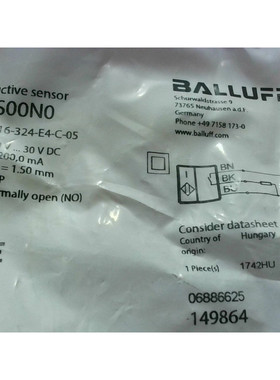 ctive sensor
500N0
16-324-E4-C-05
... 30 V DC
200,0 mA
= 1.50 mm
P
rmally open (NO)
BALLUFF
Schurwaldstrasse 9
73765 Neuhausen a.d.F.
Germany
Phone +49 7158 173-0
www.balluff.com
BN
BK
BU
Consider datasheet
Country of Hungary
origin
1 Piece(s) 1742HU
06886625
149864